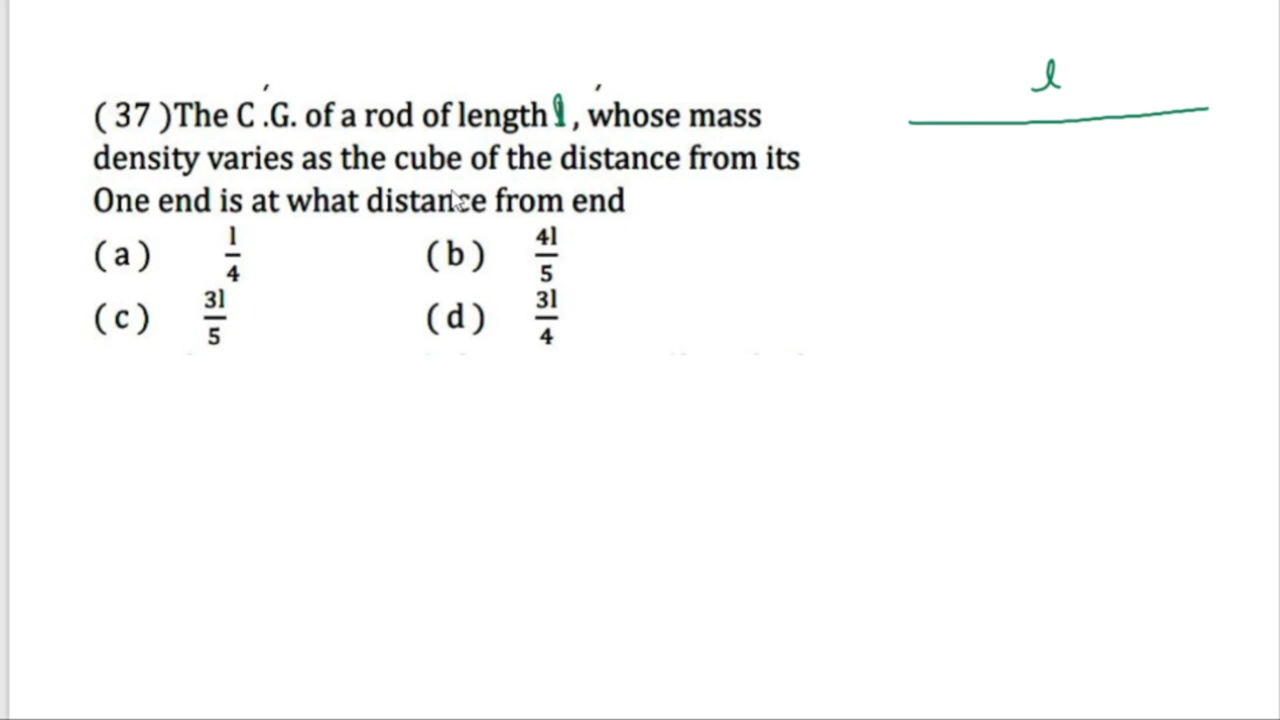 l
( 37 )The C .G. of a rod of length l , whose mass
density varies as the cube of the distance from its
One end is at what distance from end
( a ) l/4 ( b ) 4l/5
( c ) 3l/5 ( d ) 3l/4